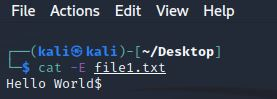 File Actions Edit View Help
┌──(kali㉿kali)-[~/Desktop]
└─$ cat -E file1.txt
Hello World$